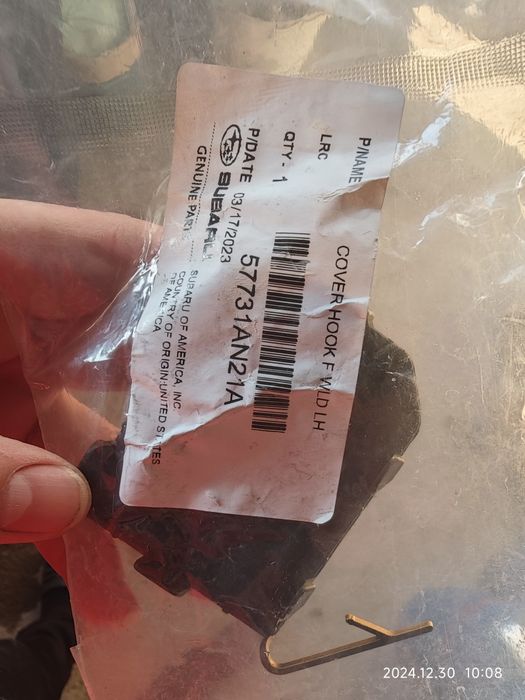 P/NAME COVER HOOK F WLD LH
LRC
QTY - 1
57731AN21A
P/DATE 03/17/2023
SUBARU
GENUINE PARTS
SUBARU OF AMERICA, INC
COUNTRY OF ORIGIN:UNITED STATES
OF AMERICA
2024.12.30 10:08